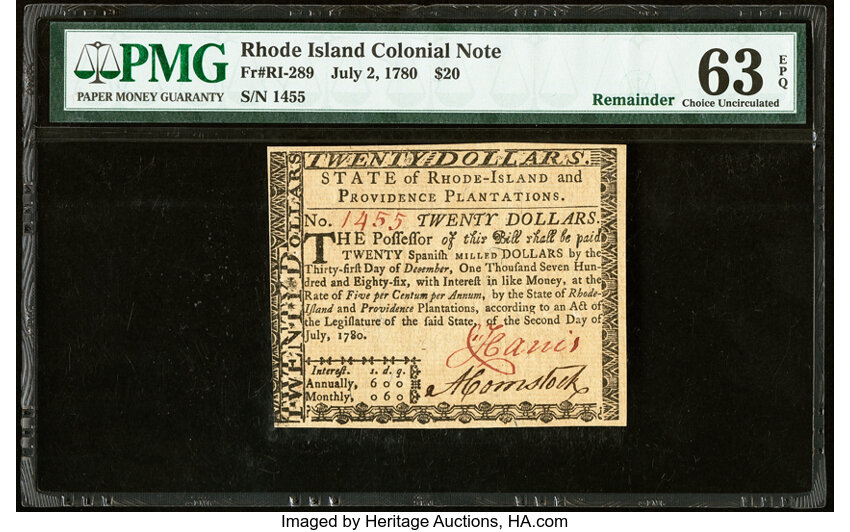 PMG
PAPER MONEY GUARANTY
Rhode Island Colonial Note
Fr#RI-289 July 2, 1780 $20
S/N 1455
Remainder
63
EPQ
Choice Uncirculated
TWENTY DOLLARS.
TWENTY DOLLARS
STATE of RHODE-ISLAND and
PROVIDENCE PLANTATIONS.
No. 1455 TWENTY DOLLARS.
THE Poſſeſſor of this Bill ſhall be paid
TWENTY Spaniſh MILLED DOLLARS by the
Thirty-firſt Day of December, One Thouſand Seven Hun-
dred and Eighty-ſix, with Intereſt in like Money, at the
Rate of Five per Centum per Annum, by the State of Rhode-
Iſland and Providence Plantations, according to an Act of
the Legiſlature of the ſaid State, of the Second Day of
July, 1780.
Harris
Intereſt. s. d. q.
Annually, 6 0 0
Monthly, 0 6 0
A Comstock
Imaged by Heritage Auctions, HA.com